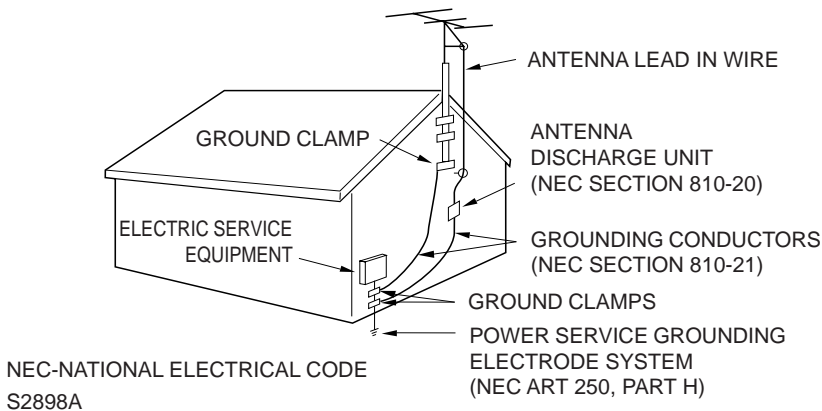 ANTENNA LEAD IN WIRE
GROUND CLAMP
ANTENNA
DISCHARGE UNIT
(NEC SECTION 810-20)
ELECTRIC SERVICE
EQUIPMENT
GROUNDING CONDUCTORS
(NEC SECTION 810-21)
GROUND CLAMPS
POWER SERVICE GROUNDING
ELECTRODE SYSTEM
(NEC ART 250, PART H)
NEC-NATIONAL ELECTRICAL CODE
S2898A